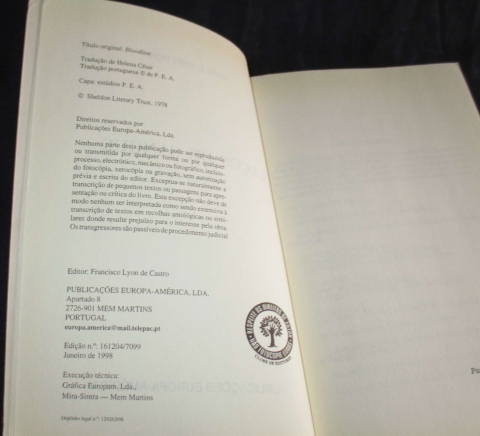 Título original: Bloodline
Tradução de Helena César
Tradução portuguesa © de P. E. A.
Capa: estúdios P. E. A.
© Sheldon Literary Trust, 1978
Direitos reservados por
Publicações Europa-América, Lda.
Nenhuma parte desta publicação pode ser reproduzida
ou transmitida por qualquer forma ou por qualquer
processo, electrónico, mecânico ou fotográfico, incluin-
do fotocópia, xerocópia ou gravação, sem autorização
prévia e escrita do editor. Exceptua-se naturalmente a
transcrição de pequenos textos ou passagens para apre-
sentação ou crítica do livro. Esta excepção não deve de
modo nenhum ser interpretada como sendo extensiva à
transcrição de textos em recolhas antológicas ou simi-
lares donde resulte prejuízo para o interesse pela obra.
Os transgressores são passíveis de procedimento judicial
Editor: Francisco Lyon de Castro
PUBLICAÇÕES EUROPA-AMÉRICA, LDA.
Apartado 8
2726-901 MEM MARTINS
PORTUGAL
europa.america@mail.telepac.pt
Edição n.º: 161204/7099
Janeiro de 1998
Execução técnica:
Gráfica Europam, Lda.,
Mira-Sintra — Mem Martins
Depósito legal n.º:
NÃO FOTOCOPIE